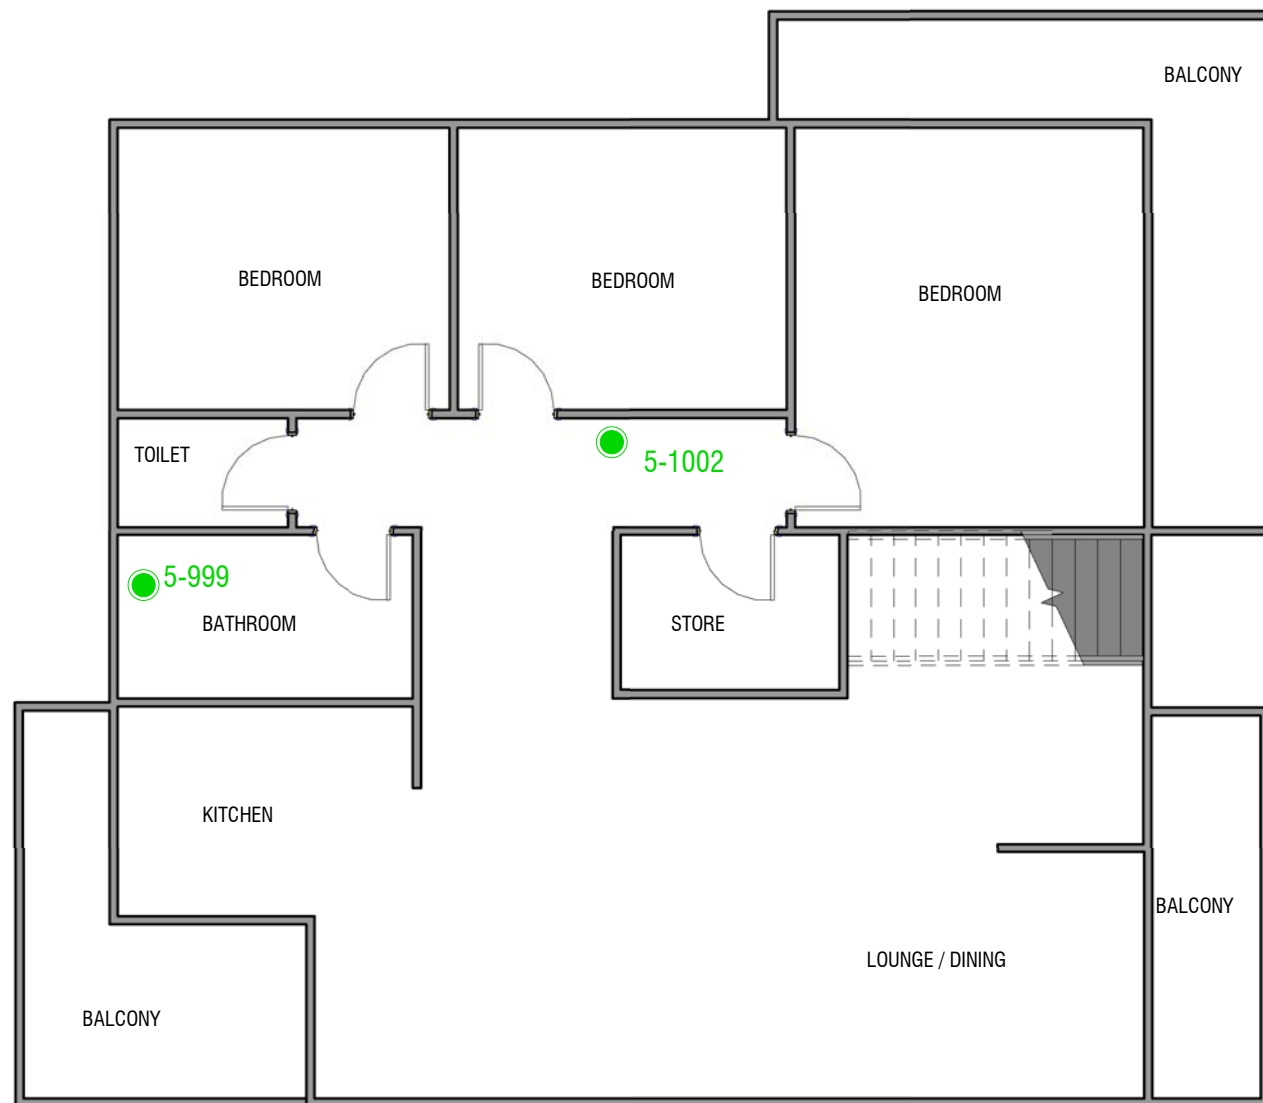 BALCONY
BEDROOM
BEDROOM
BEDROOM
TOILET
5-1002
5-999
BATHROOM
STORE
KITCHEN
BALCONY
LOUNGE / DINING
BALCONY